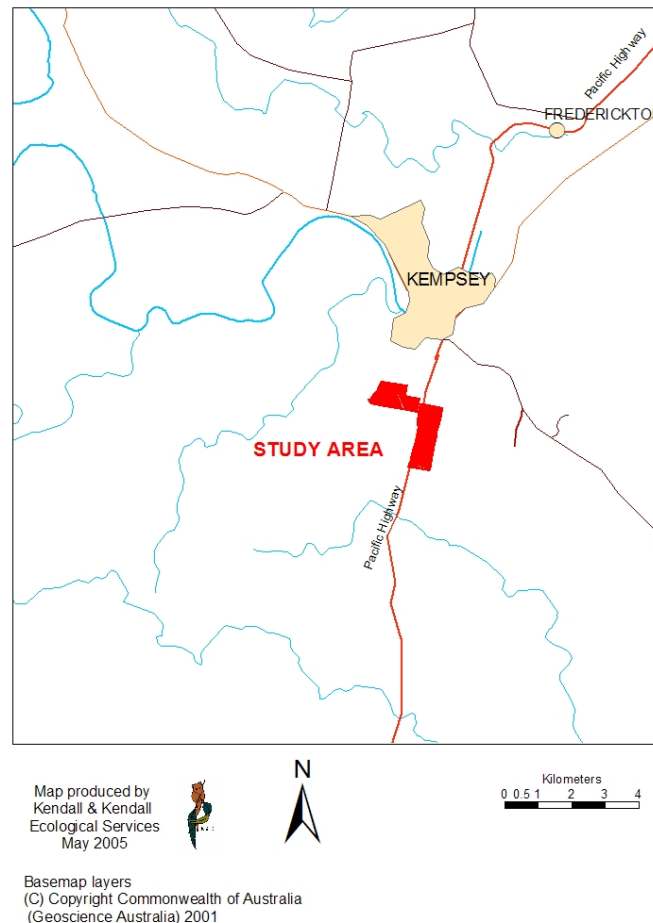 Pacific Highway
FREDERICKTO
KEMPSEY
STUDY AREA
Pacific Highway
Map produced by
Kendall & Kendall
Ecological Services
May 2005
N
Kilometers
0 0.5 1 2 3 4
Basemap layers
(C) Copyright Commonwealth of Australia
(Geoscience Australia) 2001